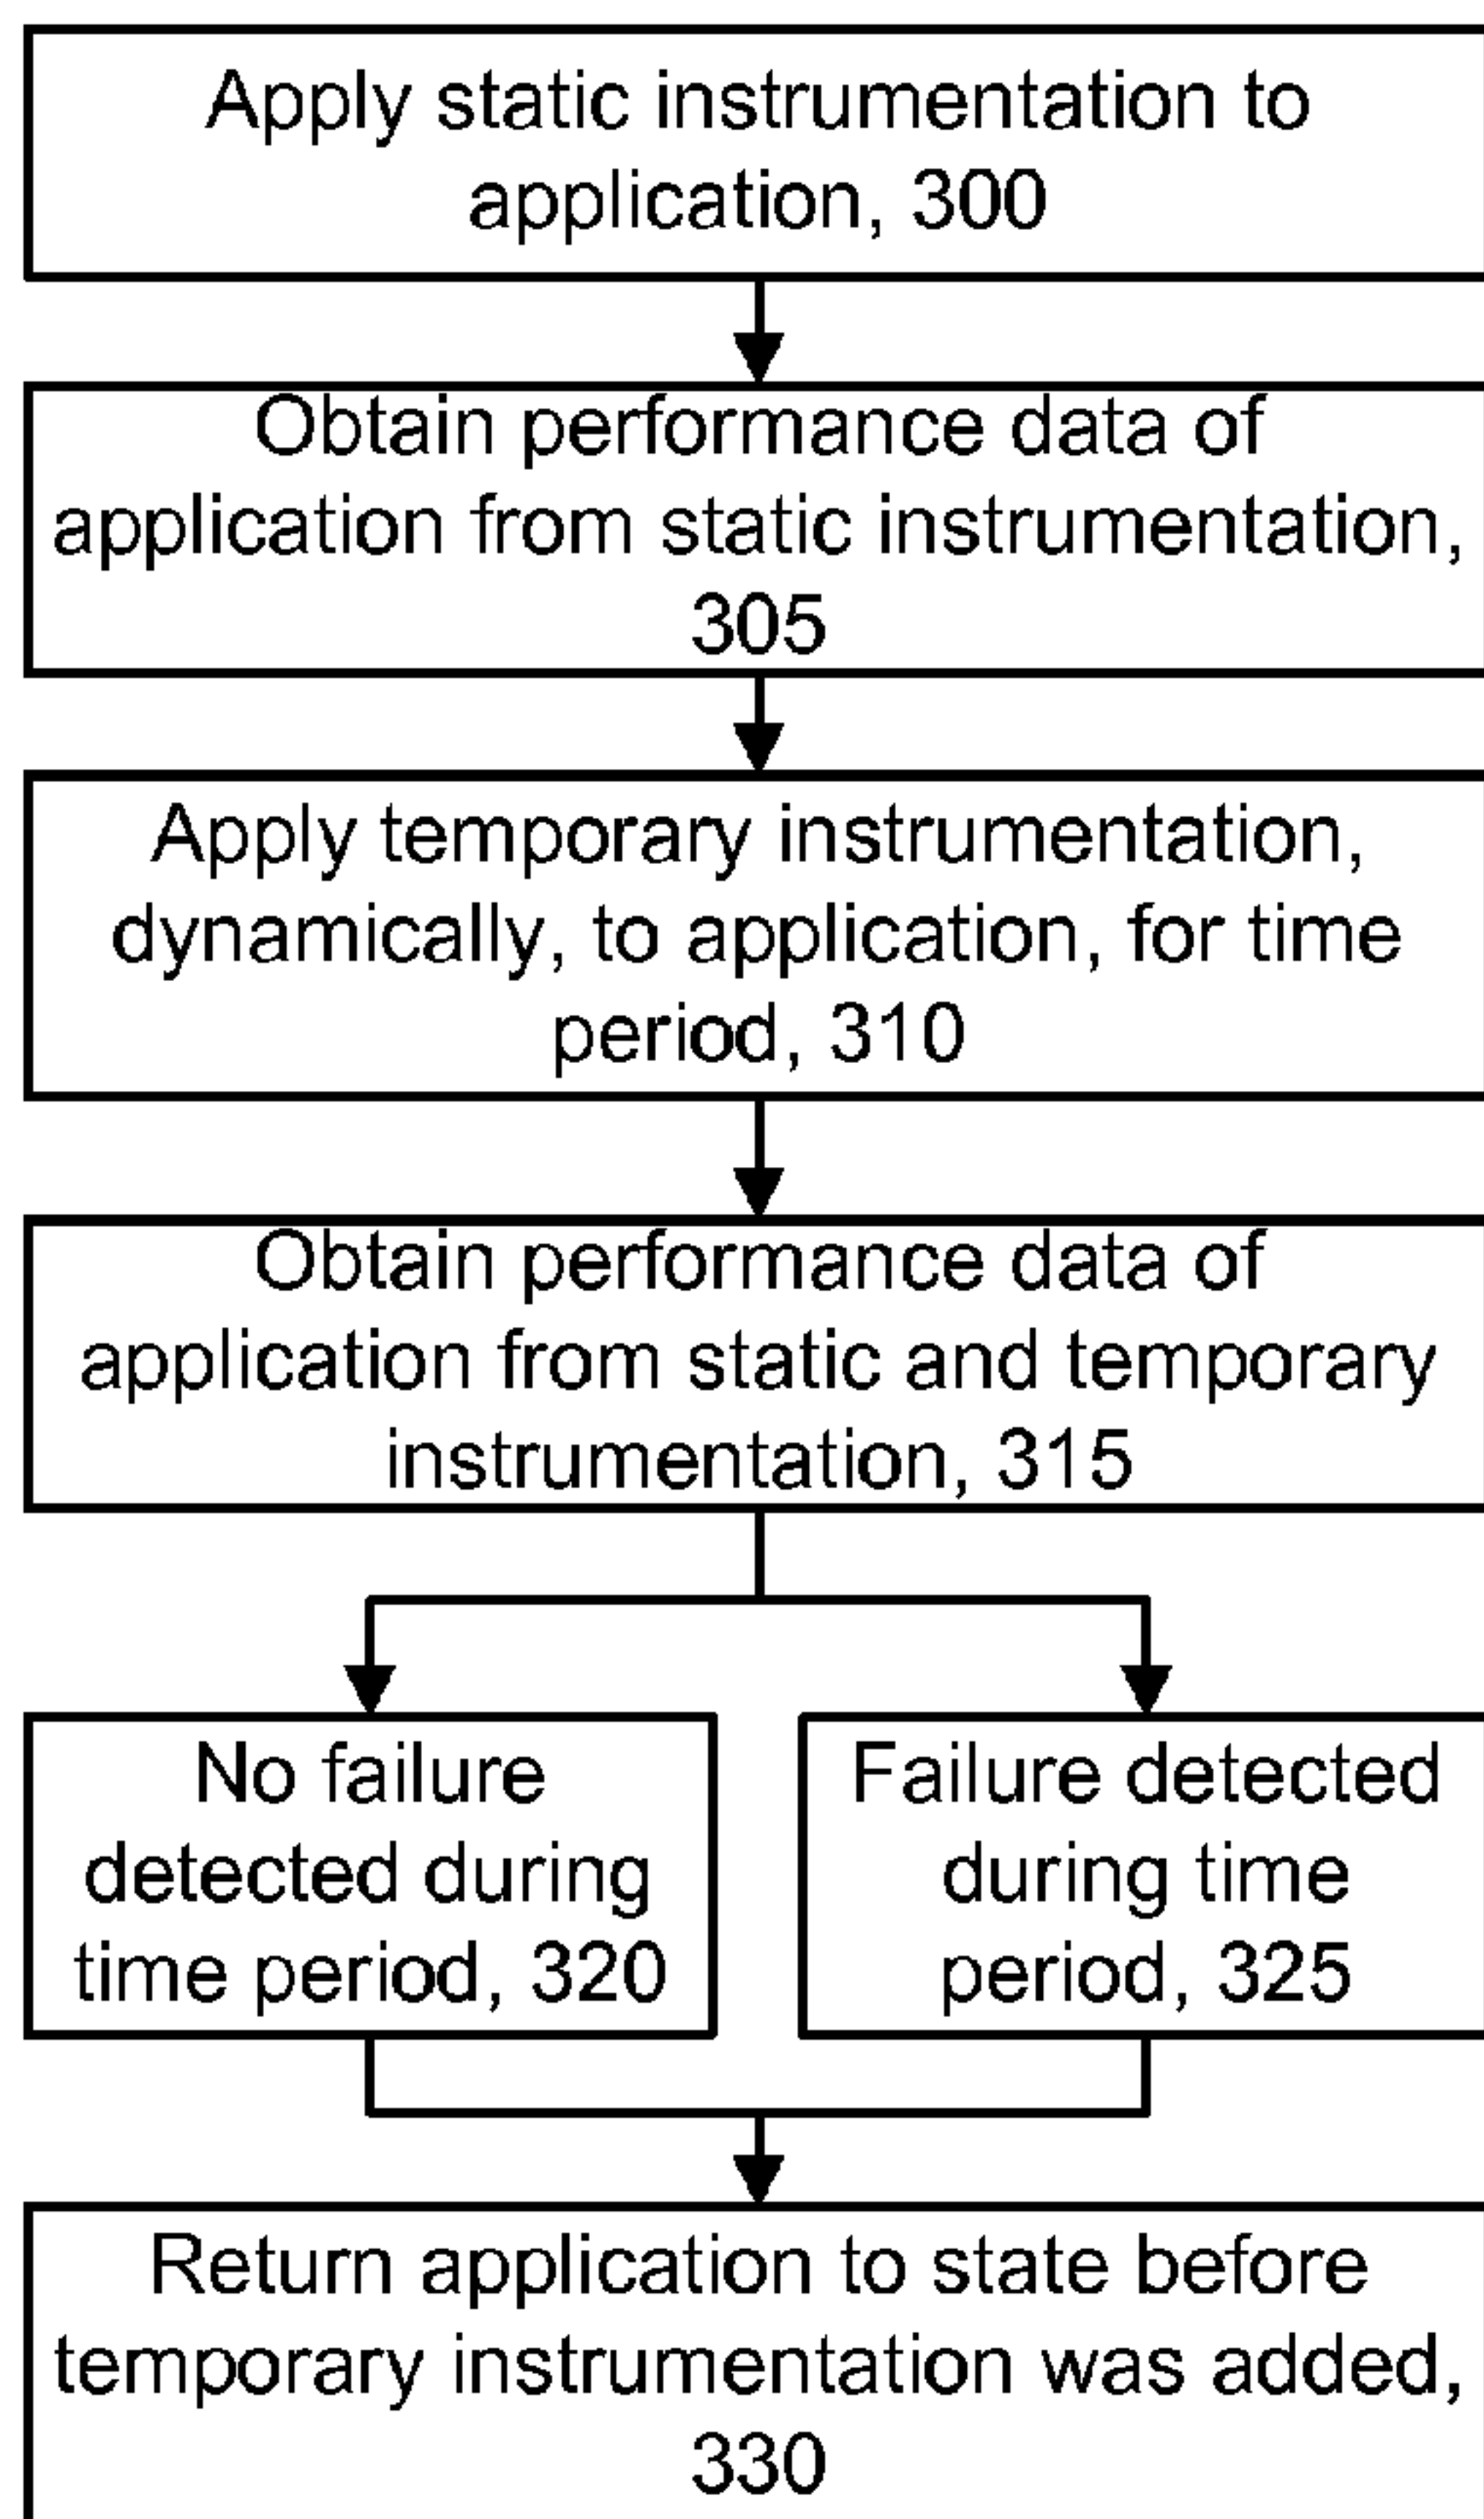 Apply static instrumentation to
application, 300
Obtain performance data of
application from static instrumentation,
305
Apply temporary instrumentation,
dynamically, to application, for time
period, 310
Obtain performance data of
application from static and temporary
instrumentation, 315
No failure
detected during
time period, 320
Failure detected
during time
period, 325
Return application to state before
temporary instrumentation was added,
330